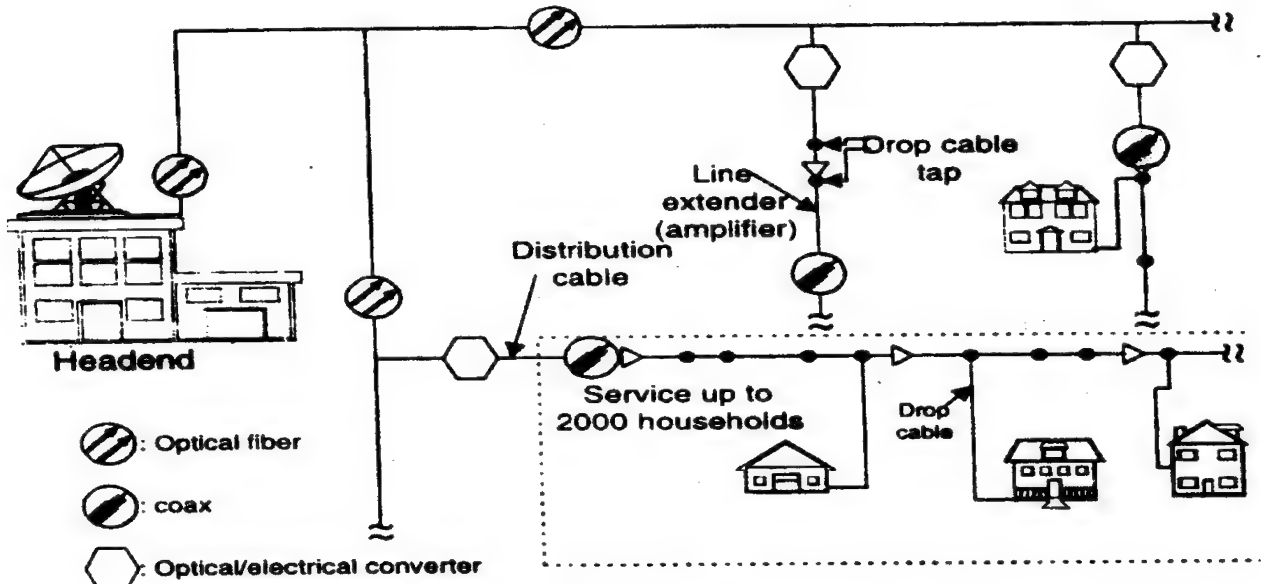 Drop cable
tap
Line
extender
(amplifier)
Distribution
cable
Headend
Service up to
2000 households
Drop
cable
: Optical fiber
: coax
: Optical/electrical converter